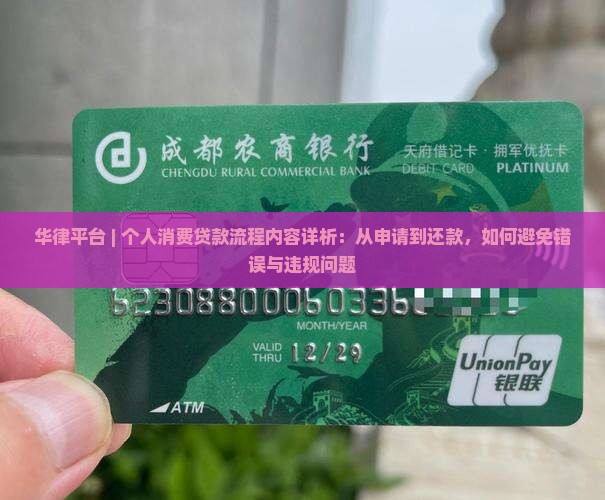 成都农商银行
CHENGDU RURAL COMMERCIAL BANK
天府借记卡·拥军优抚卡
DEBIT CARD PLATINUM
华律平台 | 个人消费贷款流程内容详析：从申请到还款，如何避免错
误与违规问题
MONTH/YEAR
VALID
THRU 12/29
UnionPay
银联
ATM